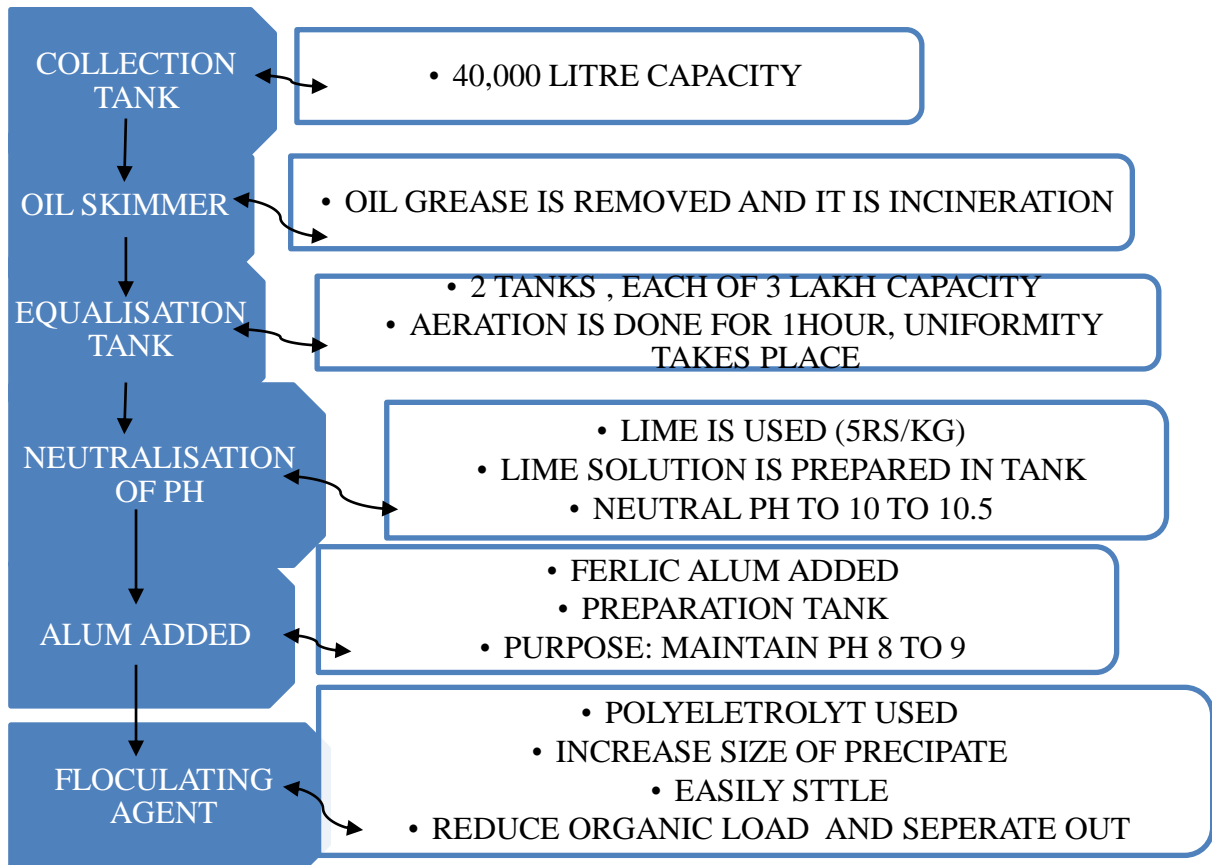 COLLECTION
TANK
• 40,000 LITRE CAPACITY
OIL SKIMMER
• OIL GREASE IS REMOVED AND IT IS INCINERATION
EQUALISATION
TANK
• 2 TANKS , EACH OF 3 LAKH CAPACITY
• AERATION IS DONE FOR 1HOUR, UNIFORMITY
TAKES PLACE
NEUTRALISATION
OF PH
• LIME IS USED (5RS/KG)
• LIME SOLUTION IS PREPARED IN TANK
• NEUTRAL PH TO 10 TO 10.5
ALUM ADDED
• FERLIC ALUM ADDED
• PREPARATION TANK
• PURPOSE: MAINTAIN PH 8 TO 9
FLOCULATING
AGENT
• POLYELETROLYT USED
• INCREASE SIZE OF PRECIPATE
• EASILY STTLE
• REDUCE ORGANIC LOAD AND SEPERATE OUT